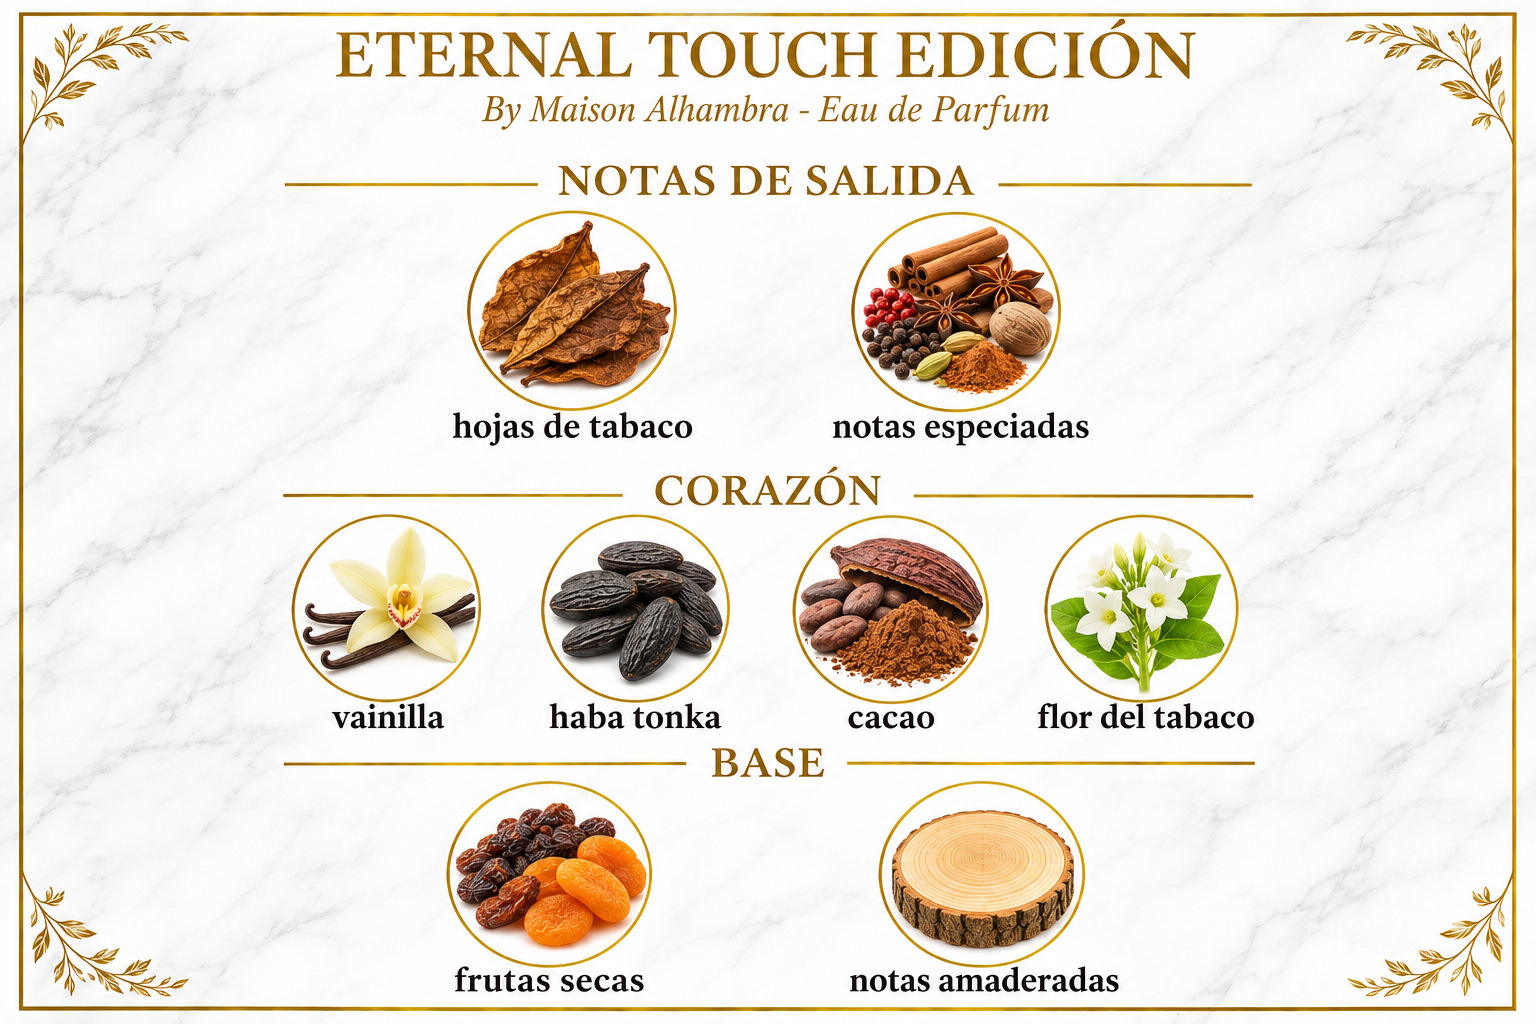 ETERNAL TOUCH EDICIÓN
By Maison Alhambra - Eau de Parfum
NOTAS DE SALIDA
hojas de tabaco
notas especiadas
CORAZÓN
vainilla
haba tonka
cacao
flor del tabaco
BASE
frutas secas
notas amaderadas